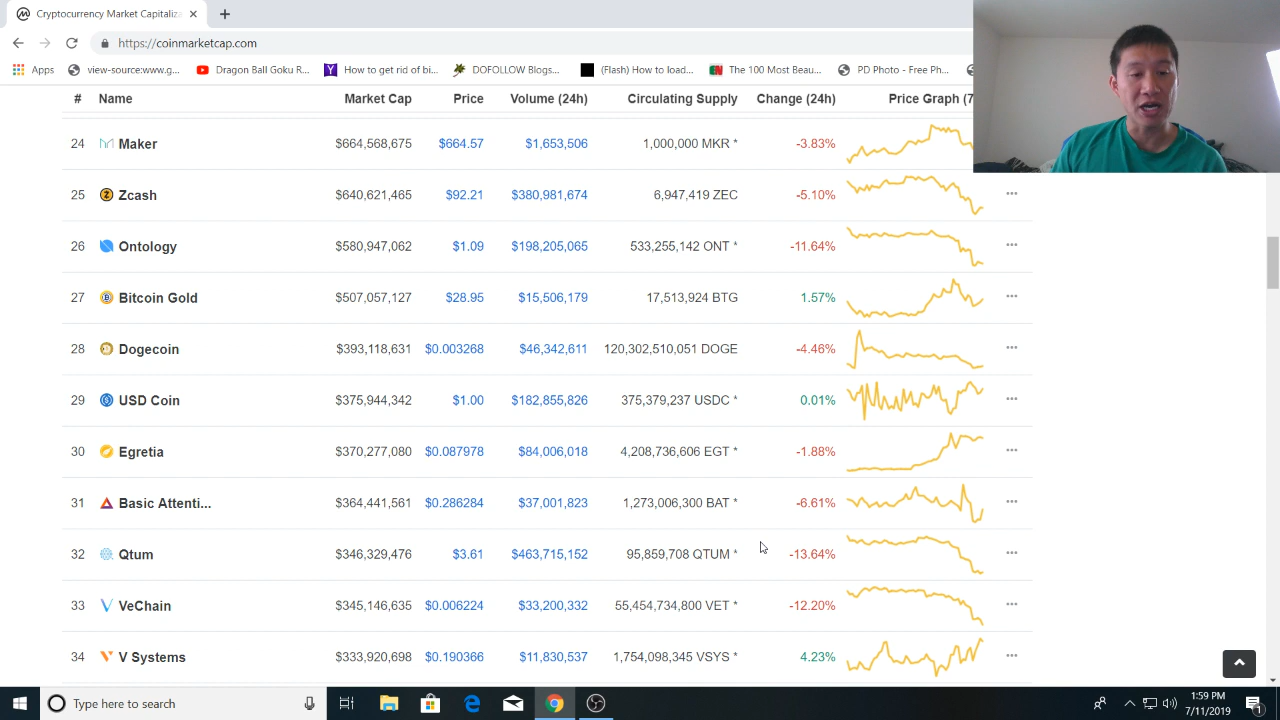 Cryptocurrency Market Capitaliz
https://coinmarketcap.com
Apps view-source:www.g... Dragon Ball Goku R... How to get rid of bi... DOFOLLOW Blogs... (Flash) How to load... The 100 Most Beau... PD Photo - Free Ph...
# Name Market Cap Price Volume (24h) Circulating Supply Change (24h) Price Graph (7
24 Maker $664,568,675 $664.57 $1,653,506 1,000,000 MKR * -3.83%
25 Zcash $640,621,465 $92.21 $380,981,674 6,947,419 ZEC -5.10%
26 Ontology $580,947,062 $1.09 $198,205,065 533,255,142 ONT * -11.64%
27 Bitcoin Gold $507,057,127 $28.95 $15,506,179 17,513,924 BTG 1.57%
28 Dogecoin $393,118,631 $0.003268 $46,342,611 120,302,510,051 DOGE -4.46%
29 USD Coin $375,944,342 $1.00 $182,855,826 375,379,237 USDC * 0.01%
30 Egretia $370,277,080 $0.087978 $84,006,018 4,208,736,606 EGT * -1.88%
31 Basic Attenti... $364,441,561 $0.286284 $37,001,823 1,273,006,300 BAT * -6.61%
32 Qtum $346,329,476 $3.61 $463,715,152 95,859,708 QTUM * -13.64%
33 VeChain $345,146,635 $0.006224 $33,200,332 55,454,734,800 VET * -12.20%
34 V Systems $333,920,698 $0.190366 $11,830,537 1,754,098,345 VSYS * 4.23%
Type here to search
1:59 PM
7/11/2019
1